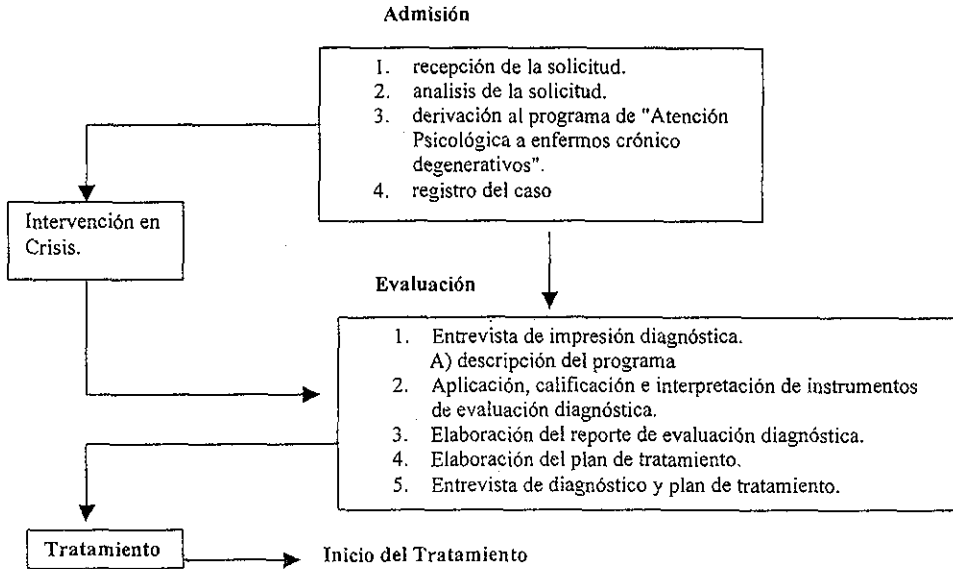 Admisión
1. recepción de la solicitud.
2. analisis de la solicitud.
3. derivación al programa de "Atención
Psicológica a enfermos crónico
degenerativos".
4. registro del caso
Intervención en
Crisis.
Evaluación
1. Entrevista de impresión diagnóstica.
A) descripción del programa
2. Aplicación, calificación e interpretación de instrumentos
de evaluación diagnóstica.
3. Elaboración del reporte de evaluación diagnóstica.
4. Elaboración del plan de tratamiento.
5. Entrevista de diagnóstico y plan de tratamiento.
Tratamiento
Inicio del Tratamiento